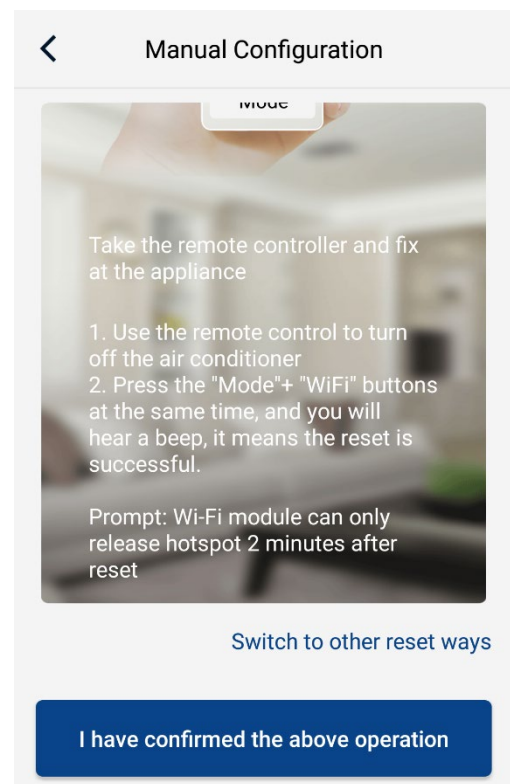 Manual Configuration
Mode
Take the remote controller and fix
at the appliance
1. Use the remote control to turn
off the air conditioner
2. Press the "Mode"+ "WiFi" buttons
at the same time, and you will
hear a beep, it means the reset is
successful.
Prompt: Wi-Fi module can only
release hotspot 2 minutes after
reset
Switch to other reset ways
I have confirmed the above operation